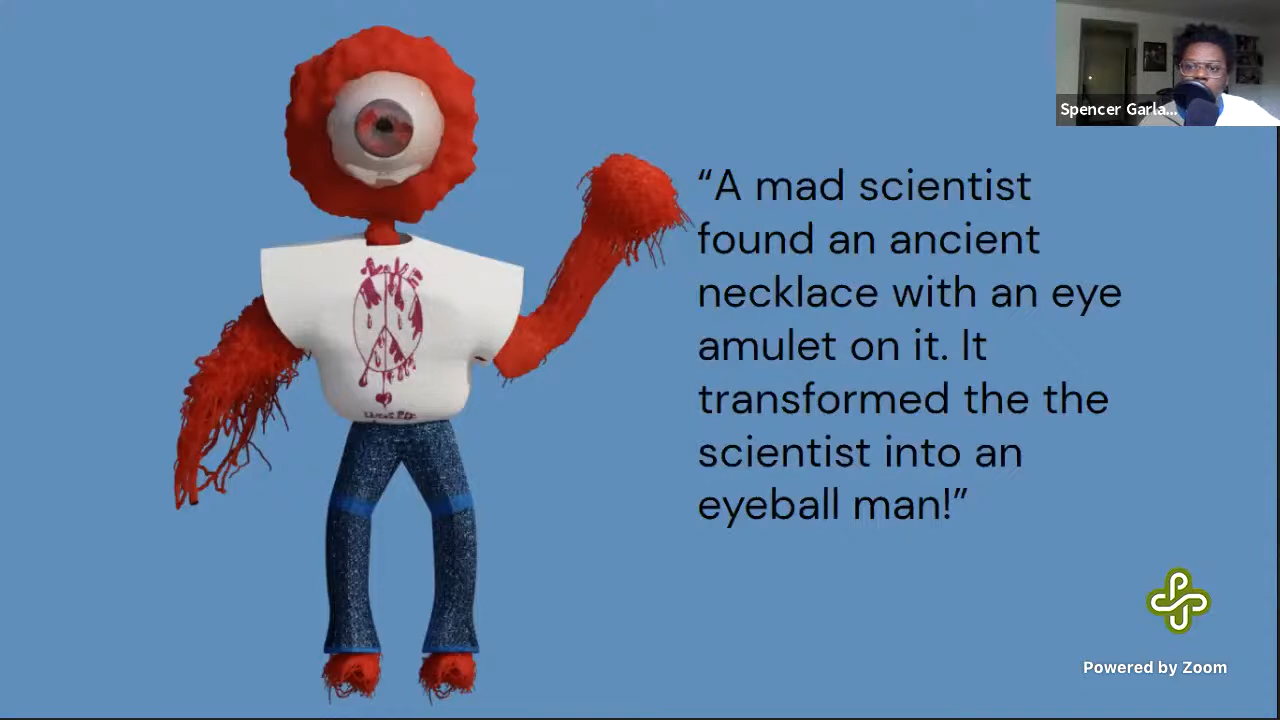 Spencer Garla...
“A mad scientist
found an ancient
necklace with an eye
amulet on it. It
transformed the the
scientist into an
eyeball man!”
LOVE
Powered by Zoom